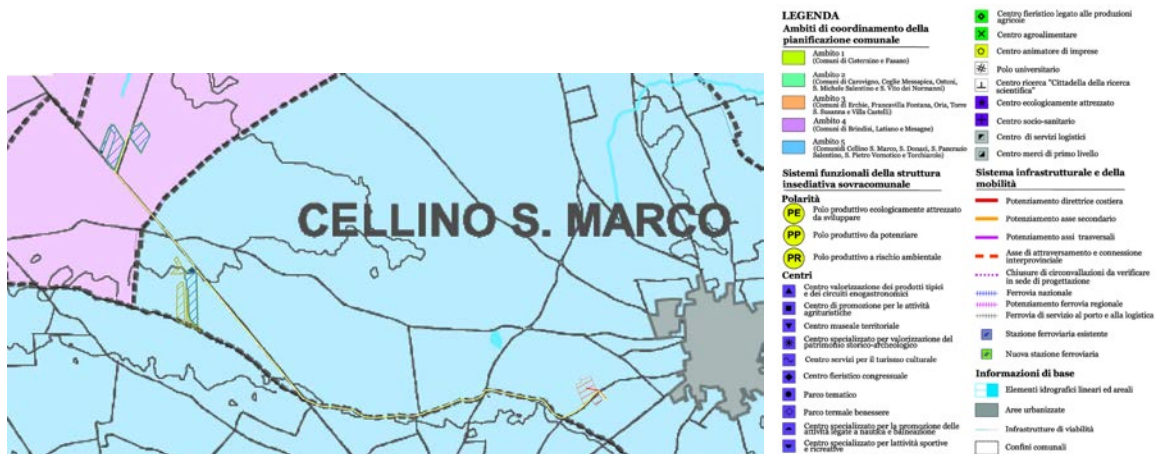 CELLINO S. MARCO
LEGENDA
Ambiti di coordinamento della
pianificazione comunale
Ambito 1
(Comuni di Cisternino e Fasano)
Ambito 2
(Comuni di Carovigno, Ceglie Messapica, Ostuni,
S. Michele Salentino e S. Vito dei Normanni)
Ambito 3
(Comuni di Erchie, Francavilla Fontana, Oria, Torre
S. Susanna e Villa Castelli)
Ambito 4
(Comuni di Brindisi, Latiano e Mesagne)
Ambito 5
(Comunidi Cellino S. Marco, S. Donaci, S. Pancrazio
Salentino, S. Pietro Vernotico e Torchiarolo)
Sistemi funzionali della struttura
insediativa sovracomunale
Polarità
PE Polo produttivo ecologicamente attrezzato
da sviluppare
PP Polo produttivo da potenziare
PR Polo produttivo a rischio ambientale
Centri
Centro valorizzazione dei prodotti tipici
e dei circuiti enogastronomici
Centro di promozione per le attività
agrituristiche
Centro museale territoriale
Centro specializzato per valorizzazione del
patrimonio storico-archeologico
Centro servizi per il turismo culturale
Centro fieristico congressuale
Parco tematico
Parco termale benessere
Centro specializzato per la promozione delle
attività legate a nautica e balneazione
Centro specializzato per lattività sportive
e ricreative
Centro fieristico legato alle produzioni
agricole
Centro agroalimentare
Centro animatore di imprese
Polo universitario
Centro ricerca "Cittadella della ricerca
scientifica"
Centro ecologicamente attrezzato
Centro socio-sanitario
Centro di servizi logistici
Centro merci di primo livello
Sistema infrastrutturale e della
mobilità
Potenziamento direttrice costiera
Potenziamento asse secondario
Potenziamento assi trasversali
Asse di attraversamento e connessione
interprovinciale
Chiusure di circonvallazioni da verificare
in sede di progettazione
Ferrovia nazionale
Potenziamento ferrovia regionale
Ferrovia di servizio al porto e alla logistica
Stazione ferroviaria esistente
Nuova stazione ferroviaria
Informazioni di base
Elementi idrografici lineari ed areali
Aree urbanizzate
Infrastrutture di viabilità
Confini comunali